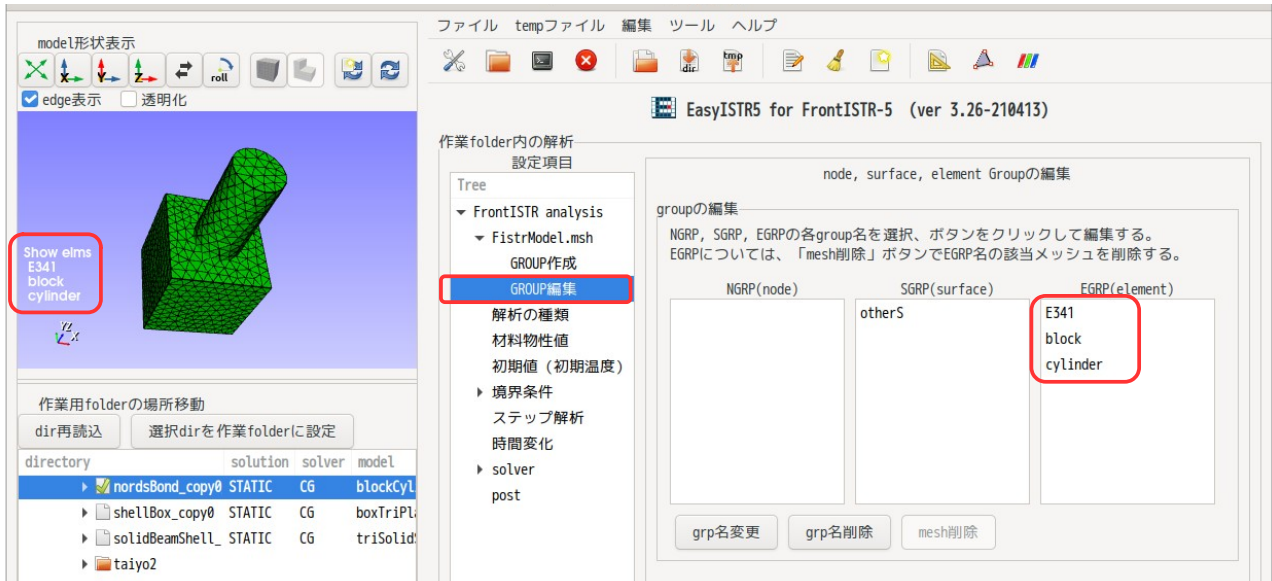 model形状表示
roll
edge表示 透明化
Show elms
E341
block
cylinder
作業用folderの場所移動
dir再読込 選択dirを作業folderに設定
directory solution solver model
nordsBond_copy0 STATIC CG blockCyl
shellBox_copy0 STATIC CG boxTriPl
solidBeamShell_ STATIC CG triSolid
taiyo2
ファイル tempファイル 編集 ツール ヘルプ
dir
tmp
EasyISTR5 for FrontISTR-5 (ver 3.26-210413)
作業folder内の解析
設定項目
Tree
FrontISTR analysis
FistrModel.msh
GROUP作成
GROUP編集
解析の種類
材料物性値
初期値 (初期温度)
境界条件
ステップ解析
時間変化
solver
post
node, surface, element Groupの編集
groupの編集
NGRP, SGRP, EGRPの各group名を選択、ボタンをクリックして編集する。
EGRPについては、「mesh削除」ボタンでEGRP名の該当メッシュを削除する。
NGRP(node) SGRP(surface) EGRP(element)
otherS
E341
block
cylinder
grp名変更 grp名削除 mesh削除